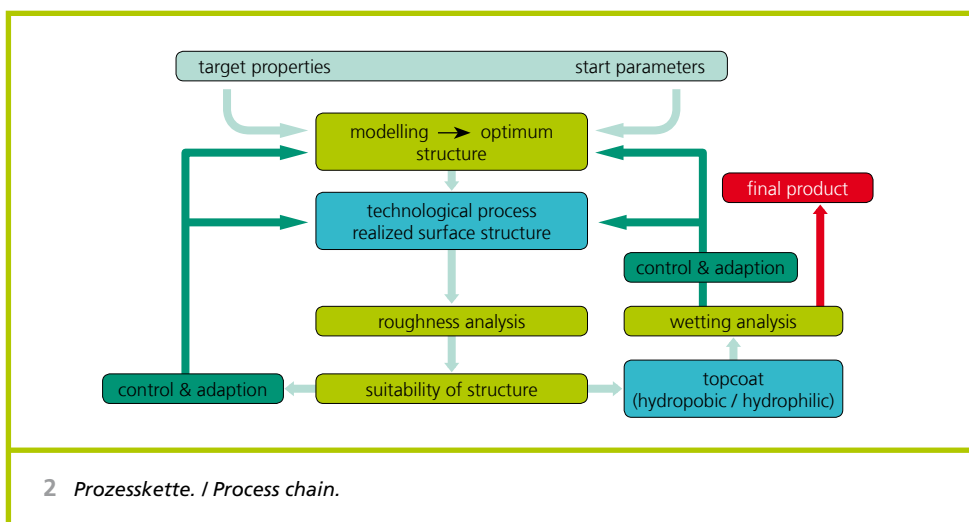 target properties
start parameters
modelling → optimum
structure
technological process
realized surface structure
final product
control & adaption
roughness analysis
wetting analysis
control & adaption
suitability of structure
topcoat
(hydropobic / hydrophilic)
2 Prozesskette. / Process chain.